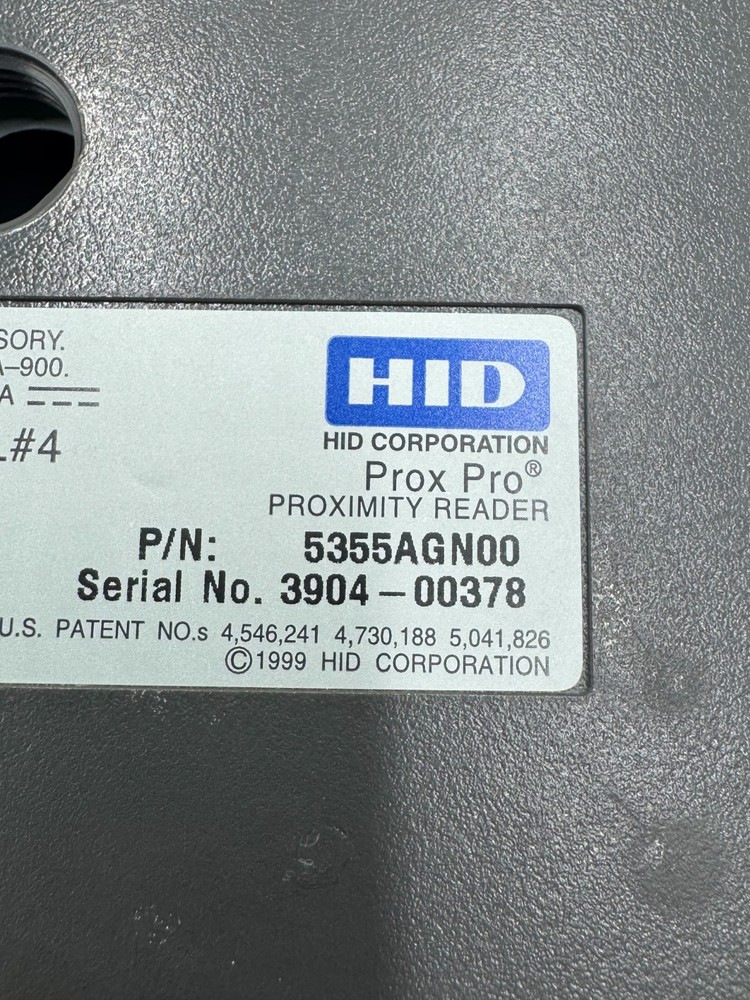 SORY.
A–900.
A
.#4
HID
HID CORPORATION
Prox Pro®
PROXIMITY READER
P/N: 5355AGN00
Serial No. 3904–00378
U.S. PATENT NO.s 4,546,241 4,730,188 5,041,826
©1999 HID CORPORATION